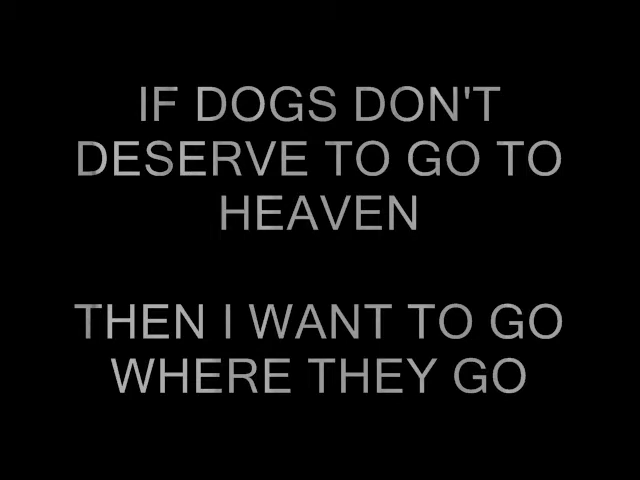 IF DOGS DON'T
DESERVE TO GO TO
HEAVEN
THEN I WANT TO GO
WHERE THEY GO